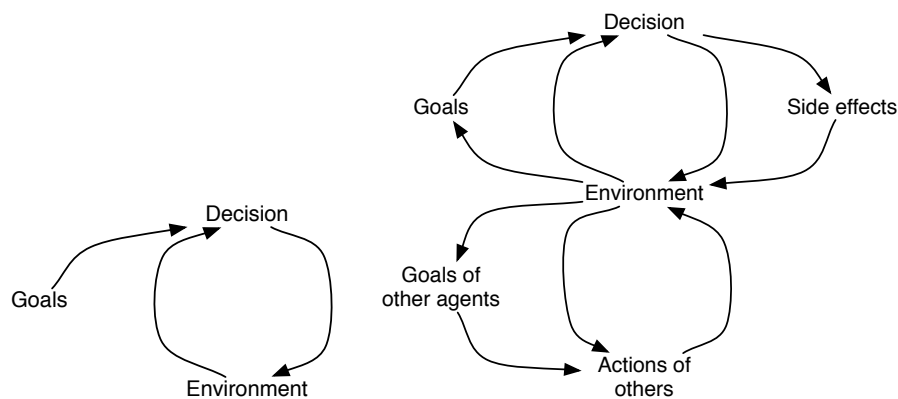 Decision
Goals
Environment
Decision
Goals
Side effects
Environment
Goals of
other agents
Actions of
others